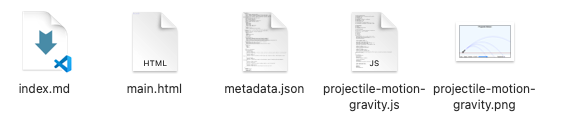 HTML
JS
index.md
main.html
metadata.json
projectile-motion-
gravity.js
projectile-motion-
gravity.png